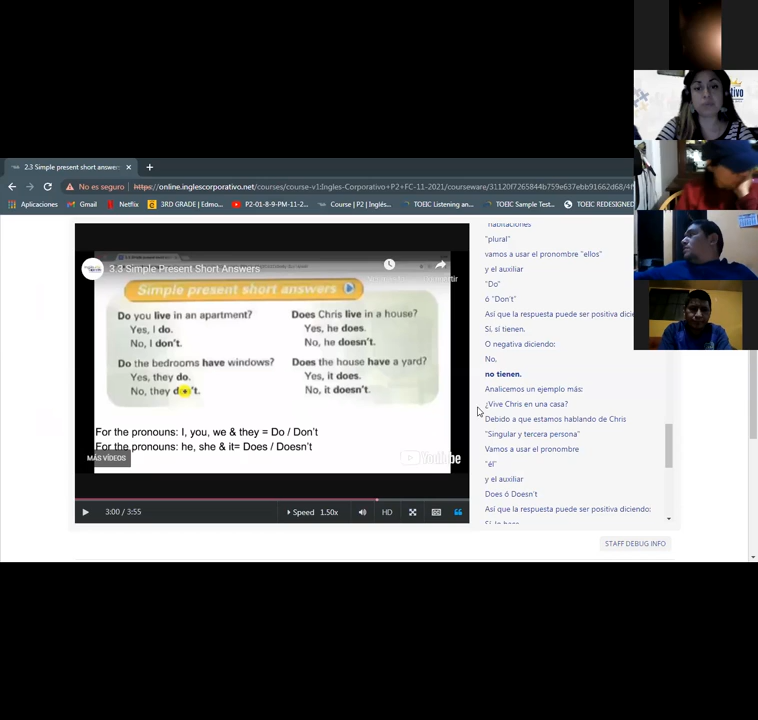 2.3 Simple present short answer
No es seguro
https://online.inglescorporativo.net/courses/course-v1:Ingles-Corporativo+P2+FC-11-2021/courseware/31120f7265844b759e637ebb91662d68/4
Aplicaciones
Gmail
Netflix
3RD GRADE | Edmo...
P2-01-8-9-PM-11-2...
Course | P2 | Inglés...
TOEIC Listening an...
TOEIC Sample Test...
TOEIC REDESIGNED
3.3 Simple Present Short Answers
Simple present short answers
Do you live in an apartment?
Yes, I do.
No, I don't.
Do the bedrooms have windows?
Yes, they do.
No, they d
't.
Does Chris live in a house?
Yes, he does.
No, he doesn't.
Does the house have a yard?
Yes, it does.
No, it doesn't.
For the pronouns: I, you, we & they = Do / Don't
For the pronouns: he, she & it= Does / Doesn't
MÁS VÍDEOS
YouTube
3:00 / 3:55
Speed 1.50x
HD
habitaciones
"plural"
vamos a usar el pronombre "ellos"
y el auxiliar
"Do"
ó "Don't"
Así que la respuesta puede ser positiva dicie
Sí, sí tienen.
O negativa diciendo:
No,
no tienen.
Analicemos un ejemplo más:
¿Vive Chris en una casa?
Debido a que estamos hablando de Chris
"Singular y tercera persona"
Vamos a usar el pronombre
"él"
y el auxiliar
Does ó Doesn't
Así que la respuesta puede ser positiva diciendo:
STAFF DEBUG INFO